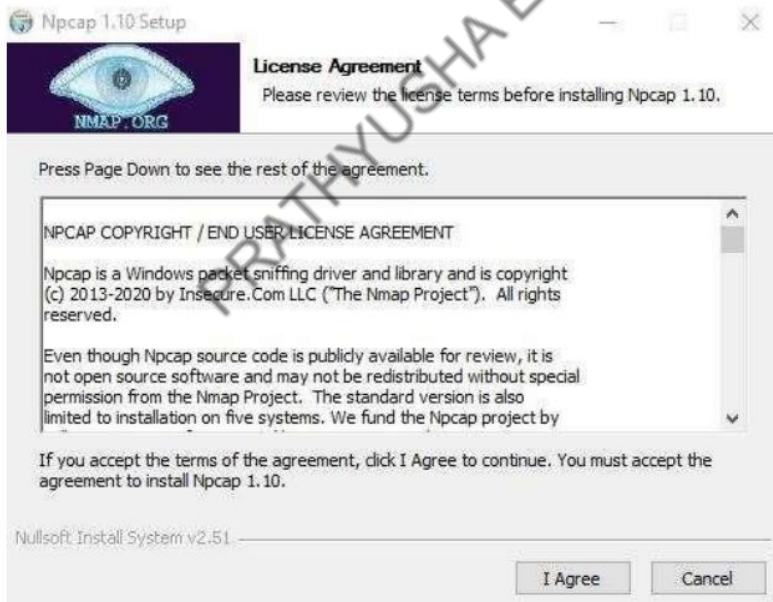 Npcap 1.10 Setup
NMAP.ORG
License Agreement
Please review the license terms before installing Npcap 1.10.
Press Page Down to see the rest of the agreement.
NPCAP COPYRIGHT / END USER LICENSE AGREEMENT
Npcap is a Windows packet sniffing driver and library and is copyright
(c) 2013-2020 by Insecure.Com LLC ("The Nmap Project"). All rights
reserved.
Even though Npcap source code is publicly available for review, it is
not open source software and may not be redistributed without special
permission from the Nmap Project. The standard version is also
limited to installation on five systems. We fund the Npcap project by
If you accept the terms of the agreement, click I Agree to continue. You must accept the
agreement to install Npcap 1.10.
Nullsoft Install System v2.51
I Agree
Cancel
PRATHYUSHA E